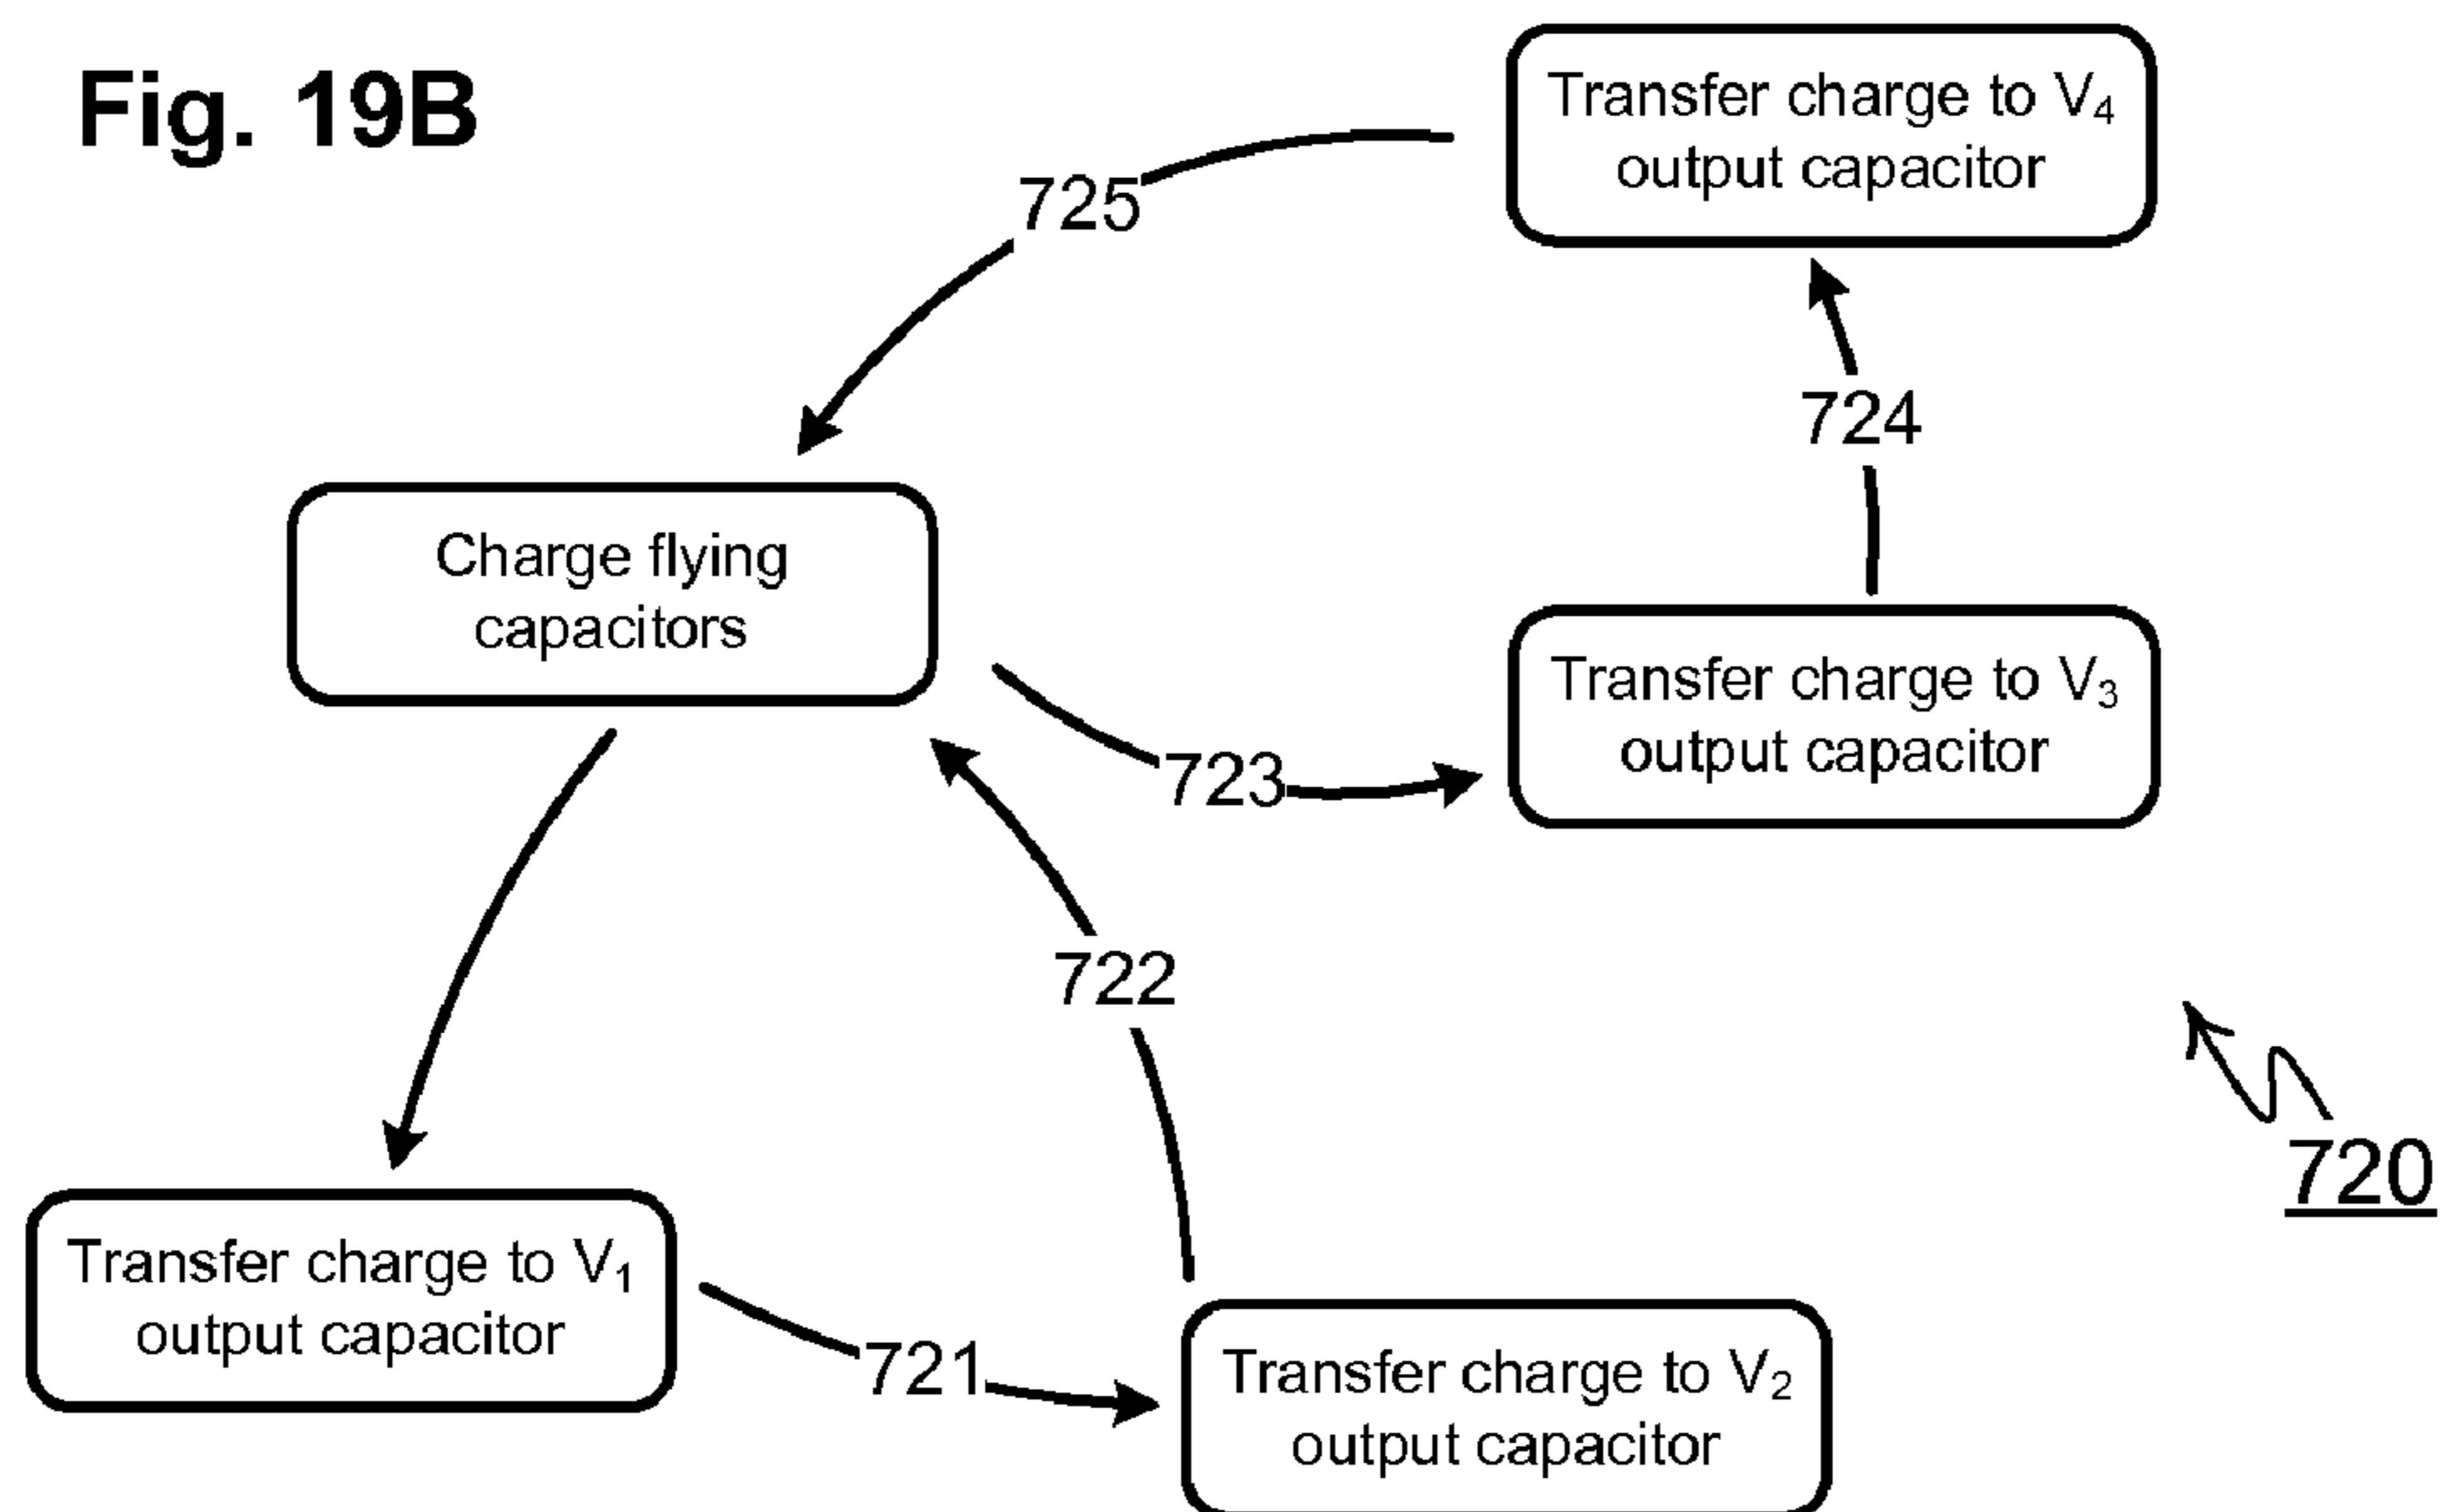 Fig. 19B
Transfer charge to V₄
output capacitor
725
724
Charge flying
capacitors
Transfer charge to V₃
output capacitor
723
722
720
Transfer charge to V₁
output capacitor
721
Transfer charge to V₂
output capacitor